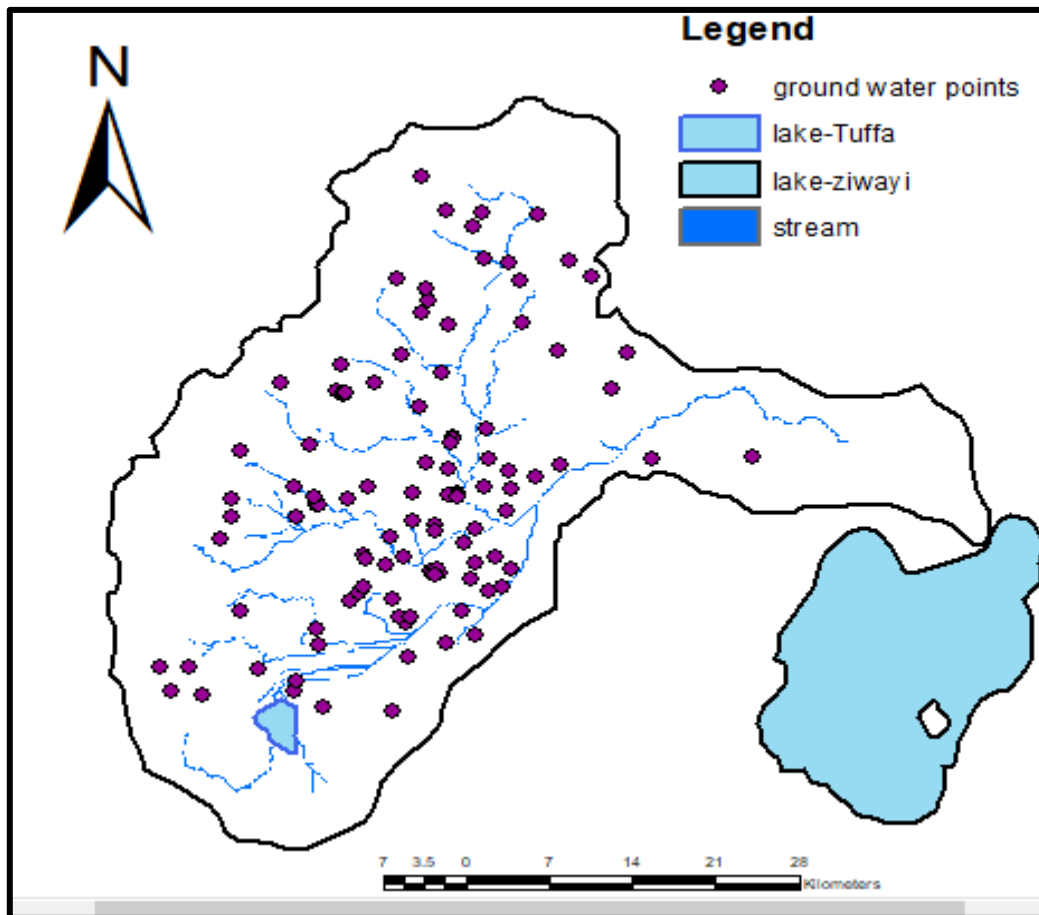 Legend
N
ground water points
lake-Tuffa
lake-ziwayi
stream
7 3.5 0 7 14 21 28
Kilometers